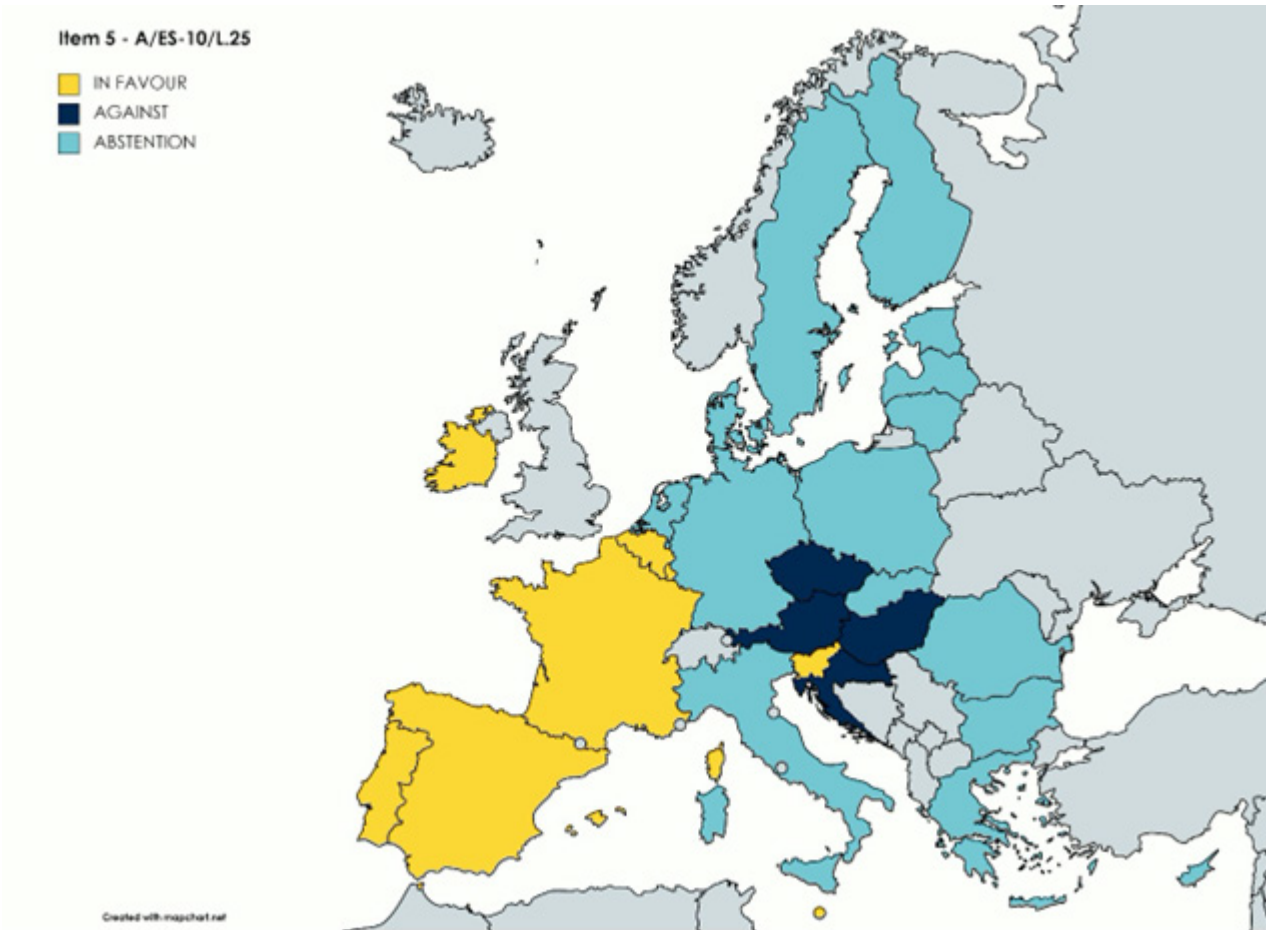 Item 5 - A/ES-10/L.25
IN FAVOUR
AGAINST
ABSTENTION
Created with mapchart.net